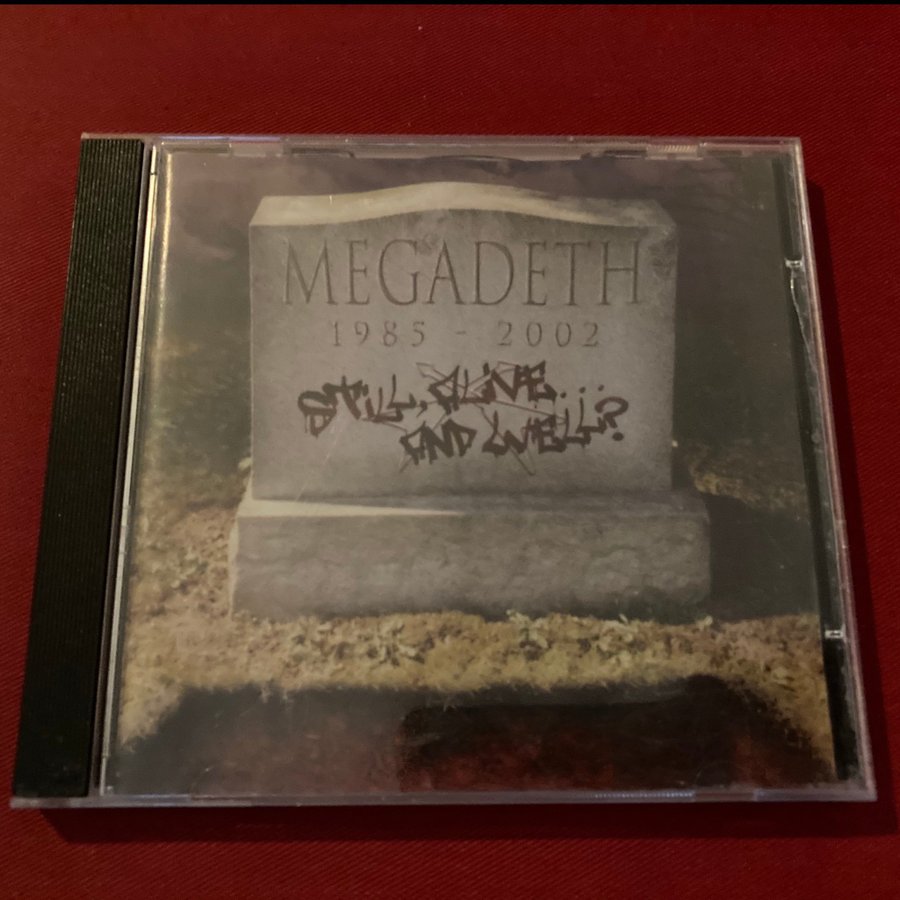 MEGADETH
1985 - 2002
STILL, ALIVE...
AND WELL?